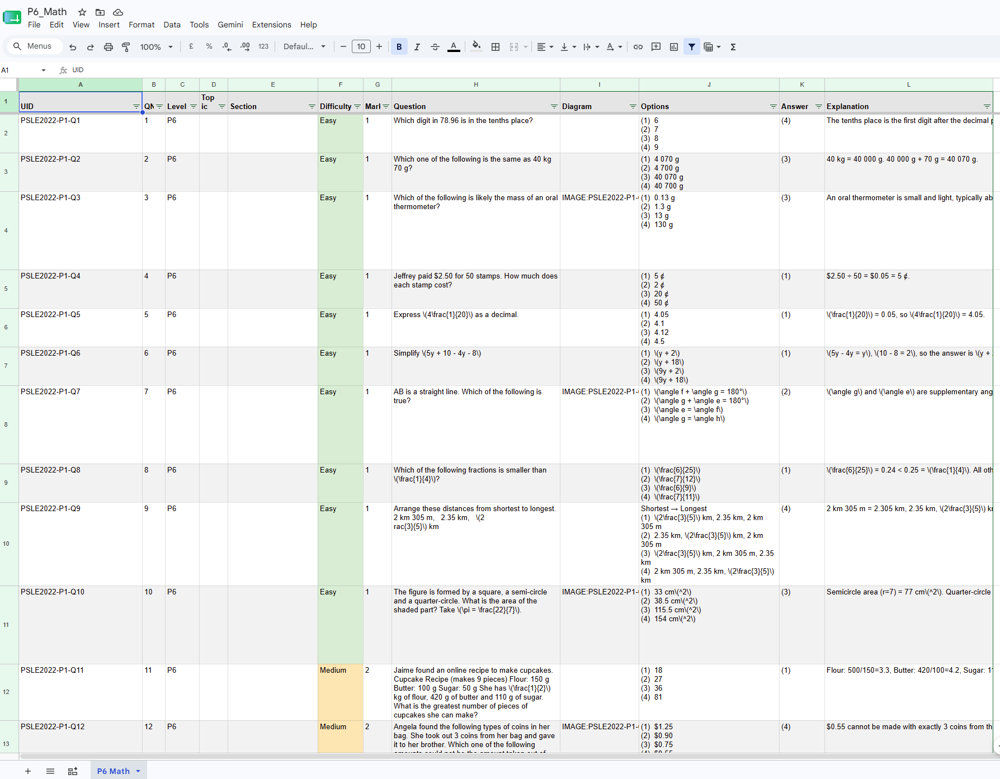 P6_Math
File Edit View Insert Format Data Tools Gemini Extensions Help
Menus 100% £ % .0 .00 123 Defaul... 10 B I S A A Σ
A1 fx UID
A B C D E F G H I J K L
1 UID QN Level Top ic Section Difficulty Marl Question Diagram Options Answer Explanation
2 PSLE2022-P1-Q1 1 P6 Easy 1 Which digit in 78.96 is in the tenths place? (1) 6 (4) The tenths place is the first digit after the decimal p
(2) 7
(3) 8
(4) 9
3 PSLE2022-P1-Q2 2 P6 Easy 1 Which one of the following is the same as 40 kg (1) 4 070 g (3) 40 kg = 40 000 g. 40 000 g + 70 g = 40 070 g.
70 g? (2) 4 700 g
(3) 40 070 g
(4) 40 700 g
4 PSLE2022-P1-Q3 3 P6 Easy 1 Which of the following is likely the mass of an oral IMAGE:PSLE2022-P1- (1) 0.13 g (3) An oral thermometer is small and light, typically ab
thermometer? (2) 1.3 g
(3) 13 g
(4) 130 g
5 PSLE2022-P1-Q4 4 P6 Easy 1 Jeffrey paid $2.50 for 50 stamps. How much does (1) 5 ¢ (1) $2.50 ÷ 50 = $0.05 = 5 ¢.
each stamp cost? (2) 2 ¢
(3) 20 ¢
(4) 50 ¢
6 PSLE2022-P1-Q5 5 P6 Easy 1 Express \(4\frac{1}{20}\) as a decimal. (1) 4.05 (1) \(\frac{1}{20}\) = 0.05, so \(4\frac{1}{20}\) = 4.05.
(2) 4.1
(3) 4.12
(4) 4.5
7 PSLE2022-P1-Q6 6 P6 Easy 1 Simplify \(5y + 10 - 4y - 8\) (1) \(y + 2\) (1) \(5y - 4y = y\), \(10 - 8 = 2\), so the answer is \(y +
(2) \(y + 18\)
(3) \(9y + 2\)
(4) \(9y + 18\)
8 PSLE2022-P1-Q7 7 P6 Easy 1 AB is a straight line. Which of the following is IMAGE:PSLE2022-P1- (1) \(\angle f + \angle g = 180°\) (2) \(\angle g\) and \(\angle e\) are supplementary ang
true? (2) \(\angle g + \angle e = 180°\)
(3) \(\angle e = \angle f\)
(4) \(\angle g = \angle h\)
9 PSLE2022-P1-Q8 8 P6 Easy 1 Which of the following fractions is smaller than (1) \(\frac{6}{25}\) (1) \(\frac{6}{25}\) = 0.24 < 0.25 = \(\frac{1}{4}\). All oth
\(\frac{1}{4}\)? (2) \(\frac{7}{12}\)
(3) \(\frac{6}{9}\)
(4) \(\frac{7}{11}\)
10 PSLE2022-P1-Q9 9 P6 Easy 1 Arrange these distances from shortest to longest. Shortest → Longest (4) 2 km 305 m = 2.305 km, 2.35 km, \(2\frac{3}{5}\) k
2 km 305 m, 2.35 km, \(2 (1) \(2\frac{3}{5}\) km, 2.35 km, 2 km
rac{3}{5}\) km 305 m
(2) 2.35 km, \(2\frac{3}{5}\) km, 2 km
305 m
(3) \(2\frac{3}{5}\) km, 2 km 305 m, 2.35
km
(4) 2 km 305 m, 2.35 km, \(2\frac{3}{5}\)
km
11 PSLE2022-P1-Q10 10 P6 Easy 1 The figure is formed by a square, a semi-circle IMAGE:PSLE2022-P1- (1) 33 cm\(^2\) (3) Semicircle area (r=7) = 77 cm\(^2\). Quarter-circle
and a quarter-circle. What is the area of the (2) 38.5 cm\(^2\)
shaded part? Take \(\pi = \frac{22}{7}\). (3) 115.5 cm\(^2\)
(4) 154 cm\(^2\)
12 PSLE2022-P1-Q11 11 P6 Medium 2 Jaime found an online recipe to make cupcakes. (1) 18 (1) Flour: 500/150=3.3, Butter: 420/100=4.2, Sugar: 1
Cupcake Recipe (makes 9 pieces) Flour: 150 g (2) 27
Butter: 100 g Sugar: 50 g She has \(\frac{1}{2}\) (3) 36
kg of flour, 420 g of butter and 110 g of sugar. (4) 81
What is the greatest number of pieces of
cupcakes she can make?
13 PSLE2022-P1-Q12 12 P6 Medium 2 Angela found the following types of coins in her IMAGE:PSLE2022-P1- (1) $1.25 (4) $0.55 cannot be made with exactly 3 coins from th
bag. She took out 3 coins from her bag and gave (2) $0.90
it to her brother. Which one of the following (3) $0.75
P6 Math